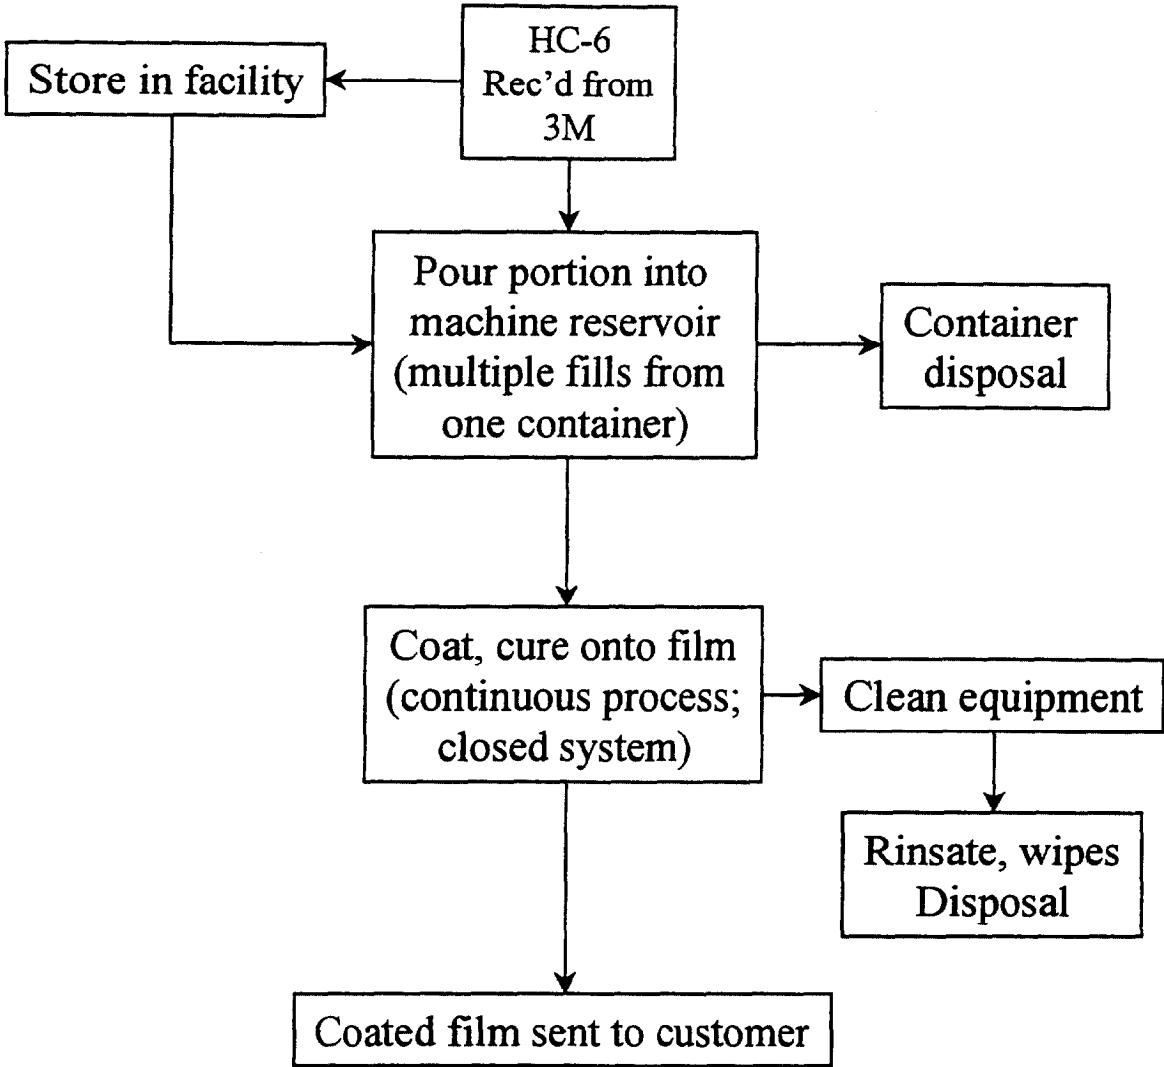 HC-6
Rec'd from
3M
Store in facility
Pour portion into
machine reservoir
(multiple fills from
one container)
Container
disposal
Coat, cure onto film
(continuous process;
closed system)
Clean equipment
Rinsate, wipes
Disposal
Coated film sent to customer